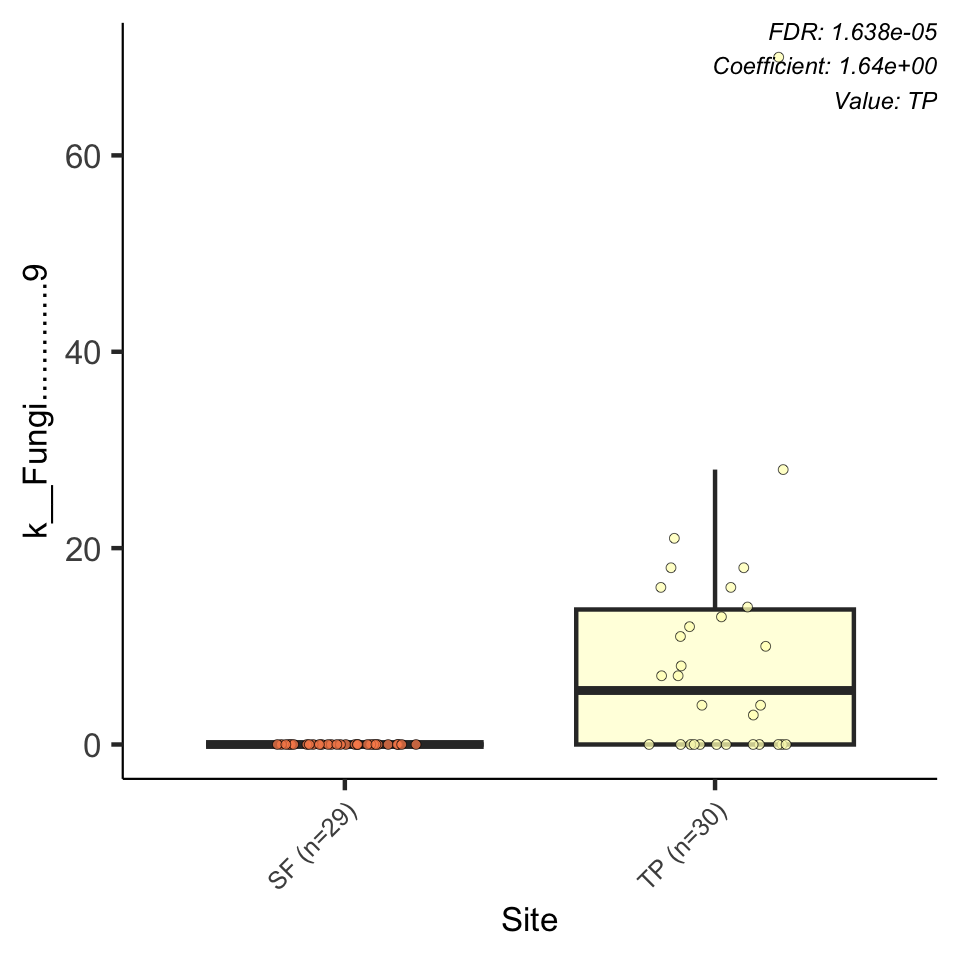 FDR: 1.638e-05
Coefficient: 1.64e+00
Value: TP
60
40
20
0
k__Fungi............9
SF (n=29)
TP (n=30)
Site